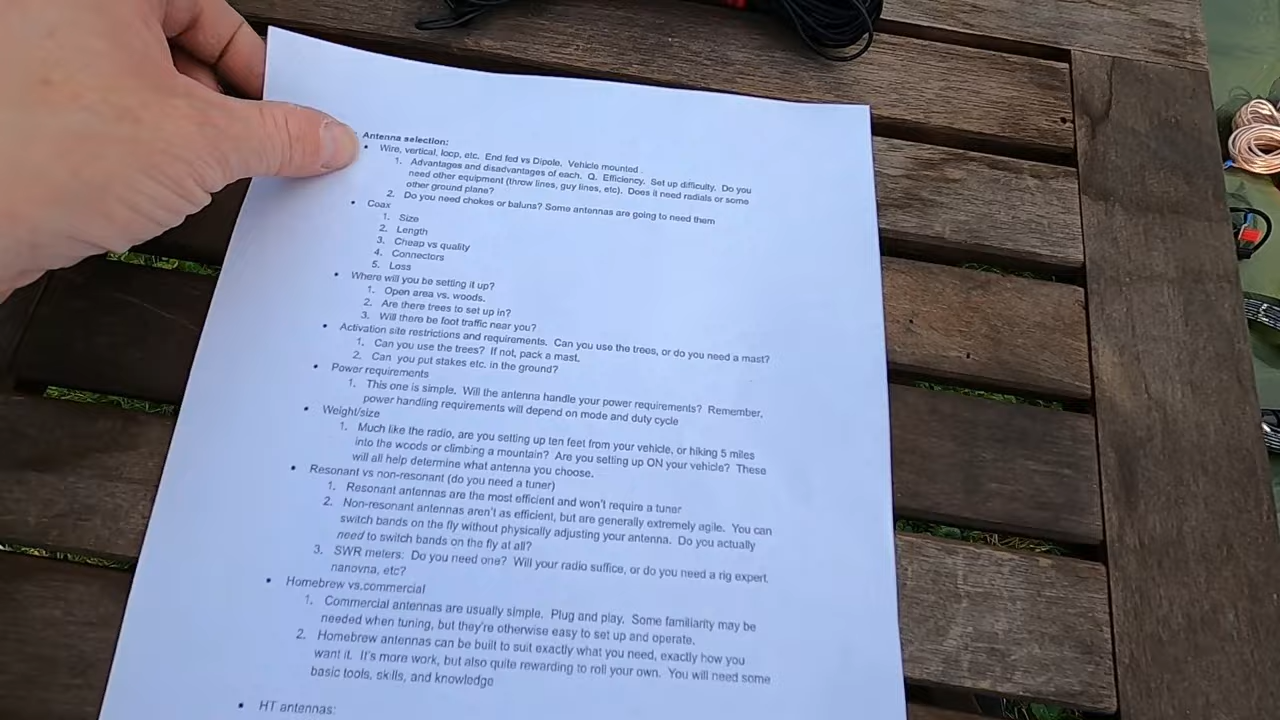 Antenna selection:
• Wire, vertical, loop, etc. End fed vs Dipole. Vehicle mounted
1. Advantages and disadvantages of each. Q. Efficiency. Set up difficulty. Do you
need other equipment (throw lines, guy lines, etc). Does it need radials or some
other ground plane?
2. Do you need chokes or baluns? Some antennas are going to need them
• Coax
1. Size
2. Length
3. Cheap vs quality
4. Connectors
5. Loss
• Where will you be setting it up?
1. Open area vs. woods.
2. Are there trees to set up in?
3. Will there be foot traffic near you?
• Activation site restrictions and requirements. Can you use the trees, or do you need a mast?
1. Can you use the trees? If not, pack a mast.
2. Can you put stakes etc. in the ground?
• Power requirements
1. This one is simple. Will the antenna handle your power requirements? Remember,
power handling requirements will depend on mode and duty cycle
• Weight/size
1. Much like the radio, are you setting up ten feet from your vehicle, or hiking 5 miles
into the woods or climbing a mountain? Are you setting up ON your vehicle? These
will all help determine what antenna you choose.
• Resonant vs non-resonant (do you need a tuner)
1. Resonant antennas are the most efficient and won't require a tuner
2. Non-resonant antennas aren't as efficient, but are generally extremely agile. You can
switch bands on the fly without physically adjusting your antenna. Do you actually
need to switch bands on the fly at all?
3. SWR meters: Do you need one? Will your radio suffice, or do you need a rig expert,
nanovna, etc?
• Homebrew vs.commercial
1. Commercial antennas are usually simple. Plug and play. Some familiarity may be
needed when tuning, but they're otherwise easy to set up and operate.
2. Homebrew antennas can be built to suit exactly what you need, exactly how you
want it. It's more work, but also quite rewarding to roll your own. You will need some
basic tools, skills, and knowledge
• HT antennas: